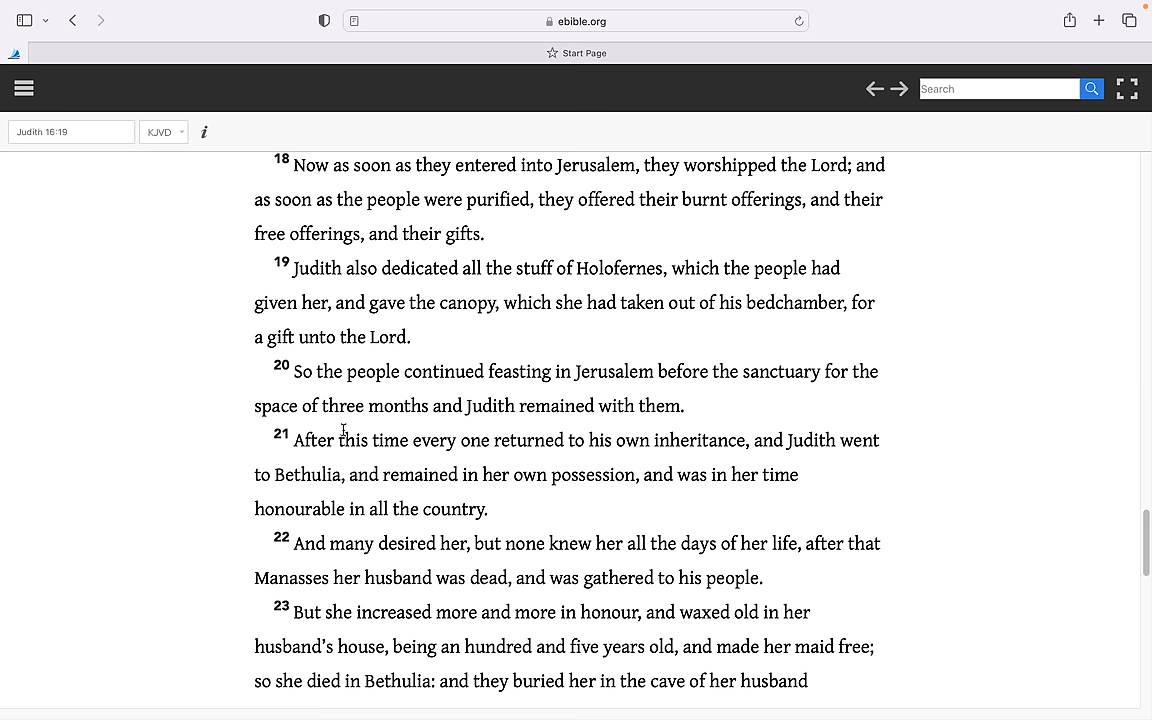 ebible.org
Start Page
Search
Judith 16:19
KJVD
i
18 Now as soon as they entered into Jerusalem, they worshipped the Lord; and
as soon as the people were purified, they offered their burnt offerings, and their
free offerings, and their gifts.
19 Judith also dedicated all the stuff of Holofernes, which the people had
given her, and gave the canopy, which she had taken out of his bedchamber, for
a gift unto the Lord.
20 So the people continued feasting in Jerusalem before the sanctuary for the
space of three months and Judith remained with them.
21 After this time every one returned to his own inheritance, and Judith went
to Bethulia, and remained in her own possession, and was in her time
honourable in all the country.
22 And many desired her, but none knew her all the days of her life, after that
Manasses her husband was dead, and was gathered to his people.
23 But she increased more and more in honour, and waxed old in her
husband’s house, being an hundred and five years old, and made her maid free;
so she died in Bethulia: and they buried her in the cave of her husband